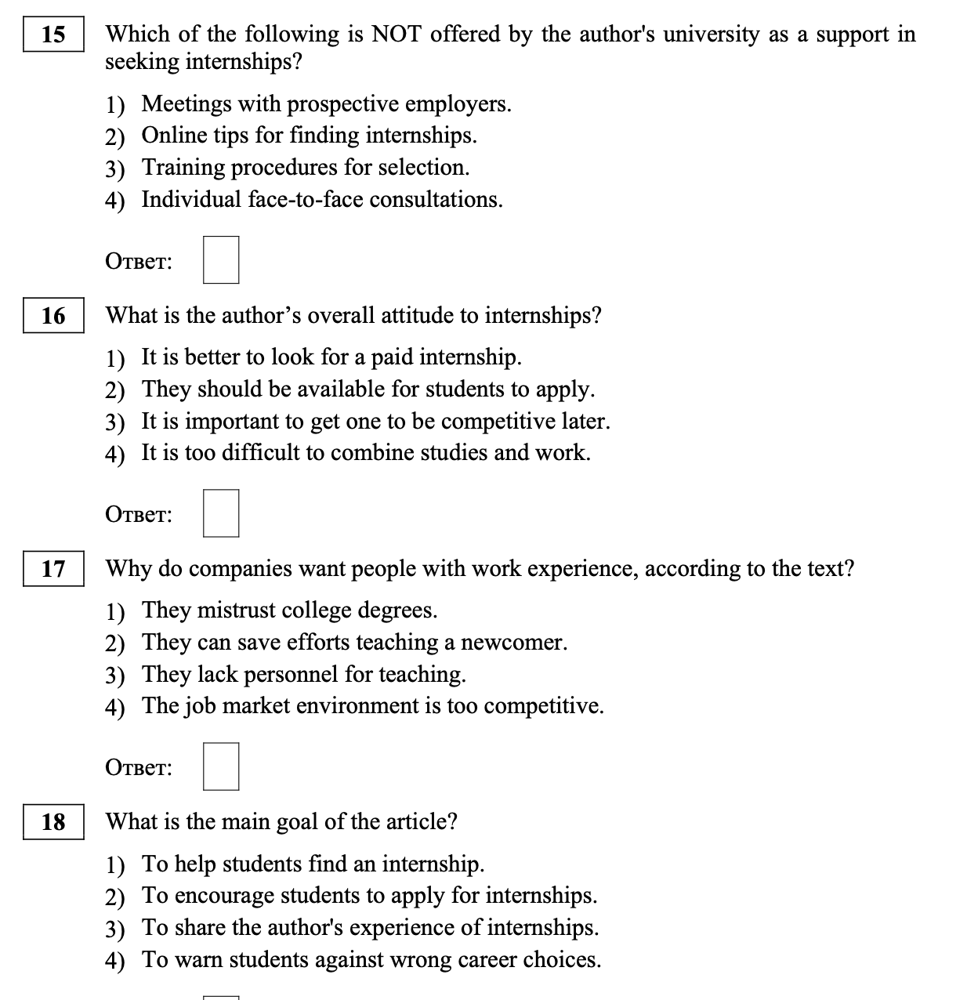 15 Which of the following is NOT offered by the author's university as a support in
seeking internships?
1) Meetings with prospective employers.
2) Online tips for finding internships.
3) Training procedures for selection.
4) Individual face-to-face consultations.
Ответ:
16 What is the author’s overall attitude to internships?
1) It is better to look for a paid internship.
2) They should be available for students to apply.
3) It is important to get one to be competitive later.
4) It is too difficult to combine studies and work.
Ответ:
17 Why do companies want people with work experience, according to the text?
1) They mistrust college degrees.
2) They can save efforts teaching a newcomer.
3) They lack personnel for teaching.
4) The job market environment is too competitive.
Ответ:
18 What is the main goal of the article?
1) To help students find an internship.
2) To encourage students to apply for internships.
3) To share the author's experience of internships.
4) To warn students against wrong career choices.